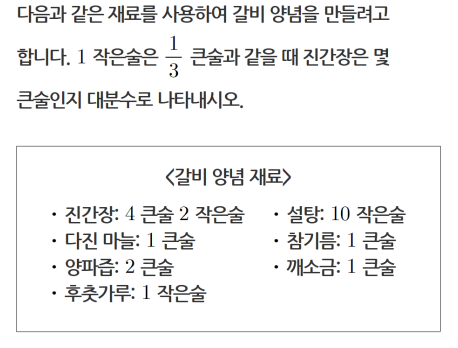 다음과 같은 재료를 사용하여 갈비 양념을 만들려고
합니다. 1 작은술은 1/3 큰술과 같을 때 진간장은 몇
큰술인지 대분수로 나타내시오.
<갈비 양념 재료>
· 진간장: 4 큰술 2 작은술 · 설탕: 10 작은술
· 다진 마늘: 1 큰술 · 참기름: 1 큰술
· 양파즙: 2 큰술 · 깨소금: 1 큰술
· 후춧가루: 1 작은술